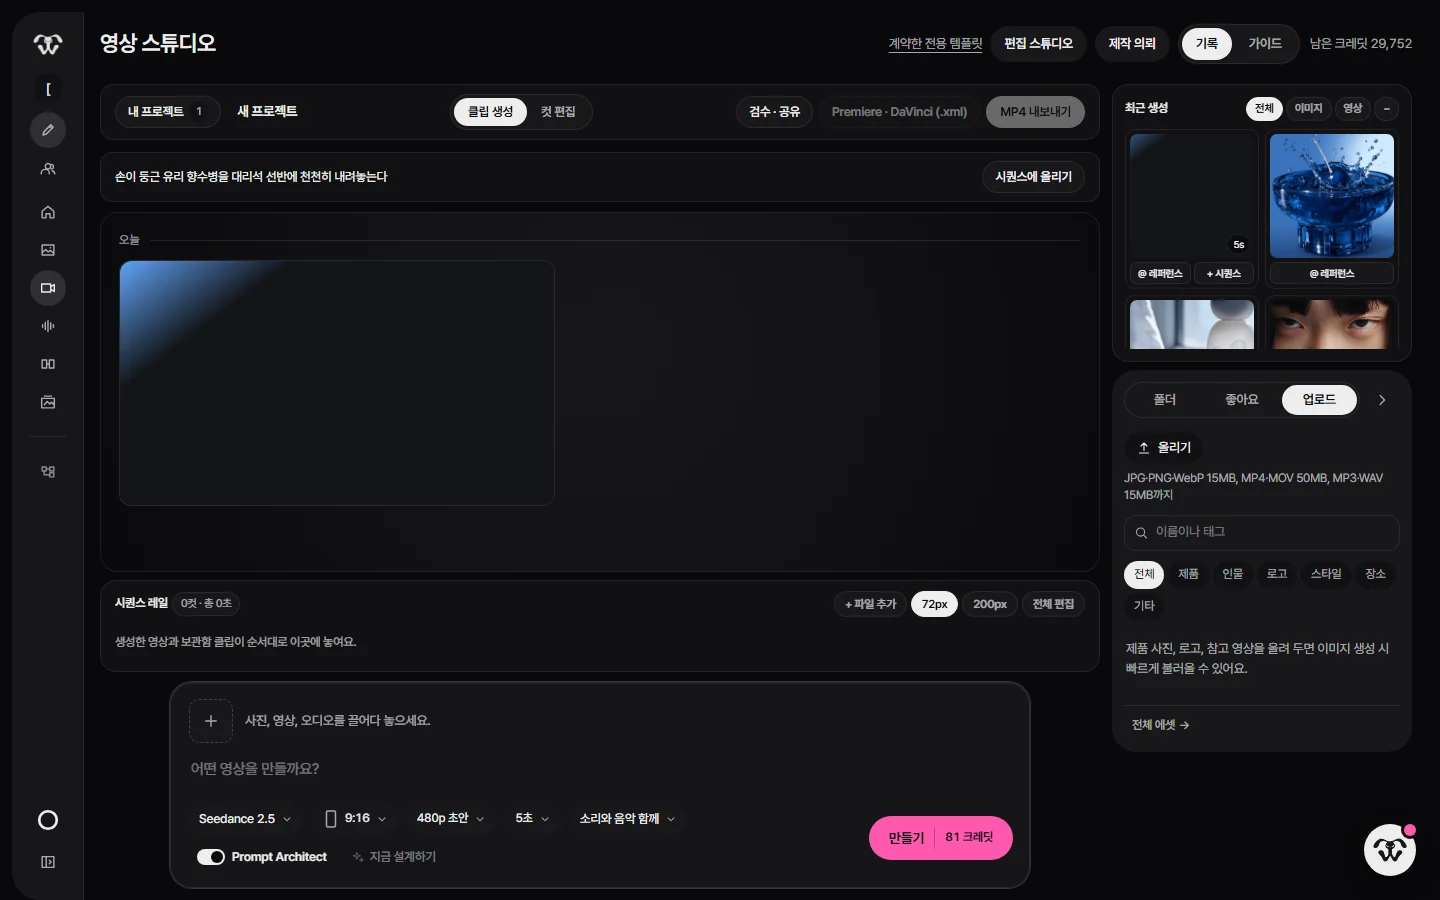 영상 스튜디오
계약한 전용 템플릿
편집 스튜디오
제작 의뢰
기록
가이드
남은 크레딧 29,752
[
내 프로젝트 1
새 프로젝트
클립 생성
컷 편집
검수 · 공유
Premiere · DaVinci (.xml)
MP4 내보내기
손이 둥근 유리 향수병을 대리석 선반에 천천히 내려놓는다
시퀀스에 올리기
오늘
시퀀스 레일
0컷 · 총 0초
+ 파일 추가
72px
200px
전체 편집
생성한 영상과 보관함 클립이 순서대로 이곳에 놓여요.
사진, 영상, 오디오를 끌어다 놓으세요.
어떤 영상을 만들까요?
Seedance 2.5
9:16
480p 초안
5초
소리와 음악 함께
Prompt Architect
지금 설계하기
만들기
81 크레딧
최근 생성
전체
이미지
영상
5s
@ 레퍼런스
+ 시퀀스
@ 레퍼런스
폴더
좋아요
업로드
올리기
JPG·PNG·WebP 15MB, MP4·MOV 50MB, MP3·WAV
15MB까지
이름이나 태그
전체
제품
인물
로고
스타일
장소
기타
제품 사진, 로고, 참고 영상을 올려 두면 이미지 생성 시
빠르게 불러올 수 있어요.
전체 에셋 →